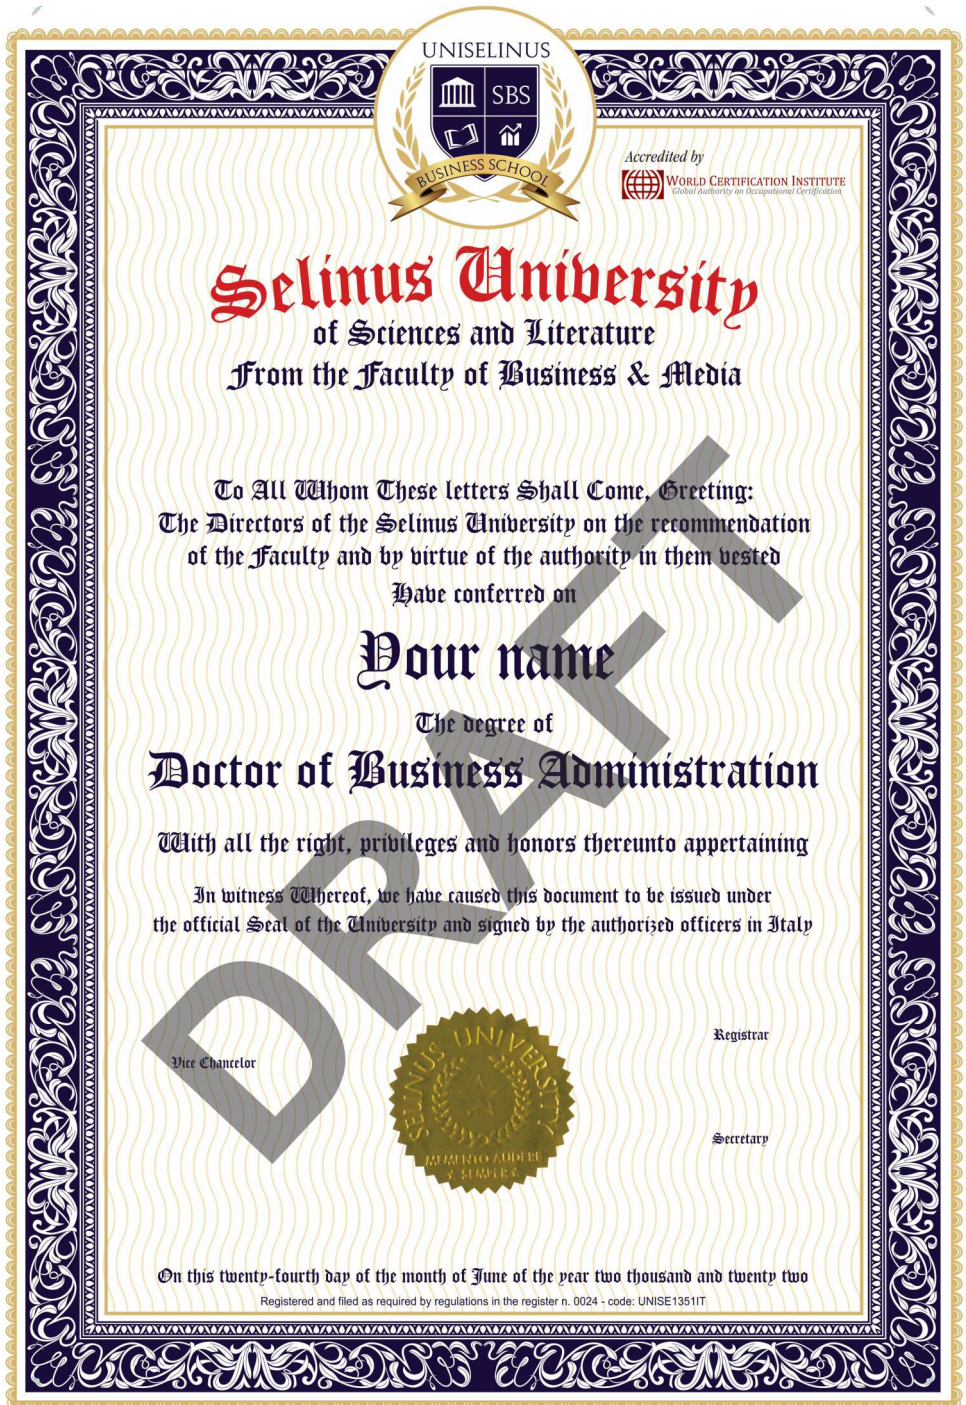 UNISELINUS
SBS
BUSINESS SCHOOL
Accredited by
WORLD CERTIFICATION INSTITUTE
Global Authority on Occupational Certification
Selinus University
of Sciences and Literature
From the Faculty of Business & Media
To All Whom These letters Shall Come, Greeting:
The Directors of the Selinus University on the recommendation
of the Faculty and by virtue of the authority in them vested
Have conferred on
Your name
The degree of
Doctor of Business Administration
With all the right, privileges and honors thereunto appertaining
In witness Whereof, we have caused this document to be issued under
the official Seal of the University and signed by the authorized officers in Italy
DRAFT
Vice Chancelor
Registrar
Secretary
SELINUS UNIVERSITY
MEMENTO AUDERE
SEMPER
On this twenty-fourth day of the month of June of the year two thousand and twenty two
Registered and filed as required by regulations in the register n. 0024 - code: UNISE1351IT